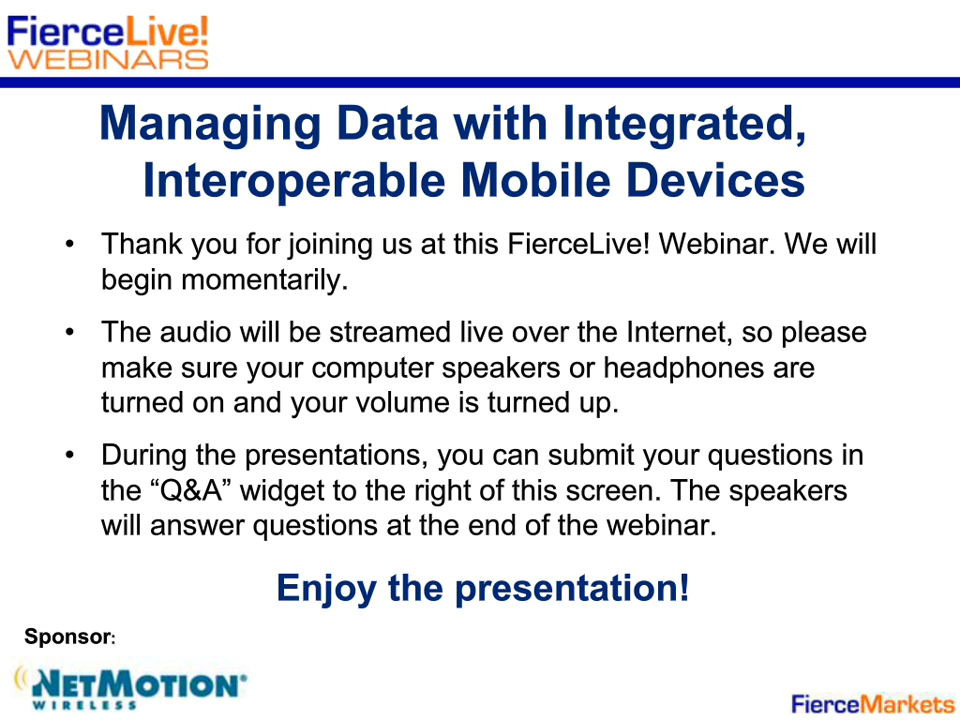 FierceLive!
WEBINARS
Managing Data with Integrated,
Interoperable Mobile Devices
• Thank you for joining us at this FierceLive! Webinar. We will
begin momentarily.
• The audio will be streamed live over the Internet, so please
make sure your computer speakers or headphones are
turned on and your volume is turned up.
• During the presentations, you can submit your questions in
the “Q&A” widget to the right of this screen. The speakers
will answer questions at the end of the webinar.
Enjoy the presentation!
Sponsor:
NETMOTION®
WIRELESS
FierceMarkets